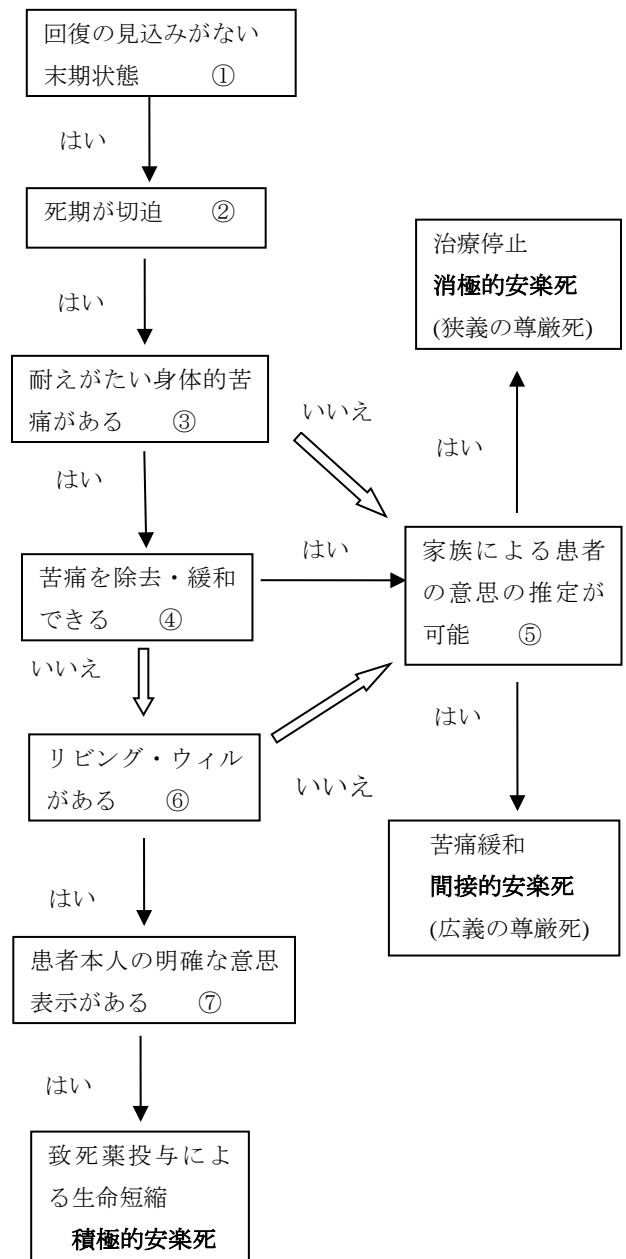 回復の見込みがない
末期状態 ①
はい
死期が切迫 ②
はい
治療停止
消極的安楽死
(狭義の尊厳死)
耐えがたい身体的苦
痛がある ③
いいえ
はい
はい
苦痛を除去・緩和
できる ④
はい
家族による患者
の意思の推定が
可能 ⑤
いいえ
はい
リビング・ウィル
がある ⑥
いいえ
苦痛緩和
間接的安楽死
(広義の尊厳死)
はい
患者本人の明確な意思
表示がある ⑦
はい
致死薬投与によ
る生命短縮
積極的安楽死